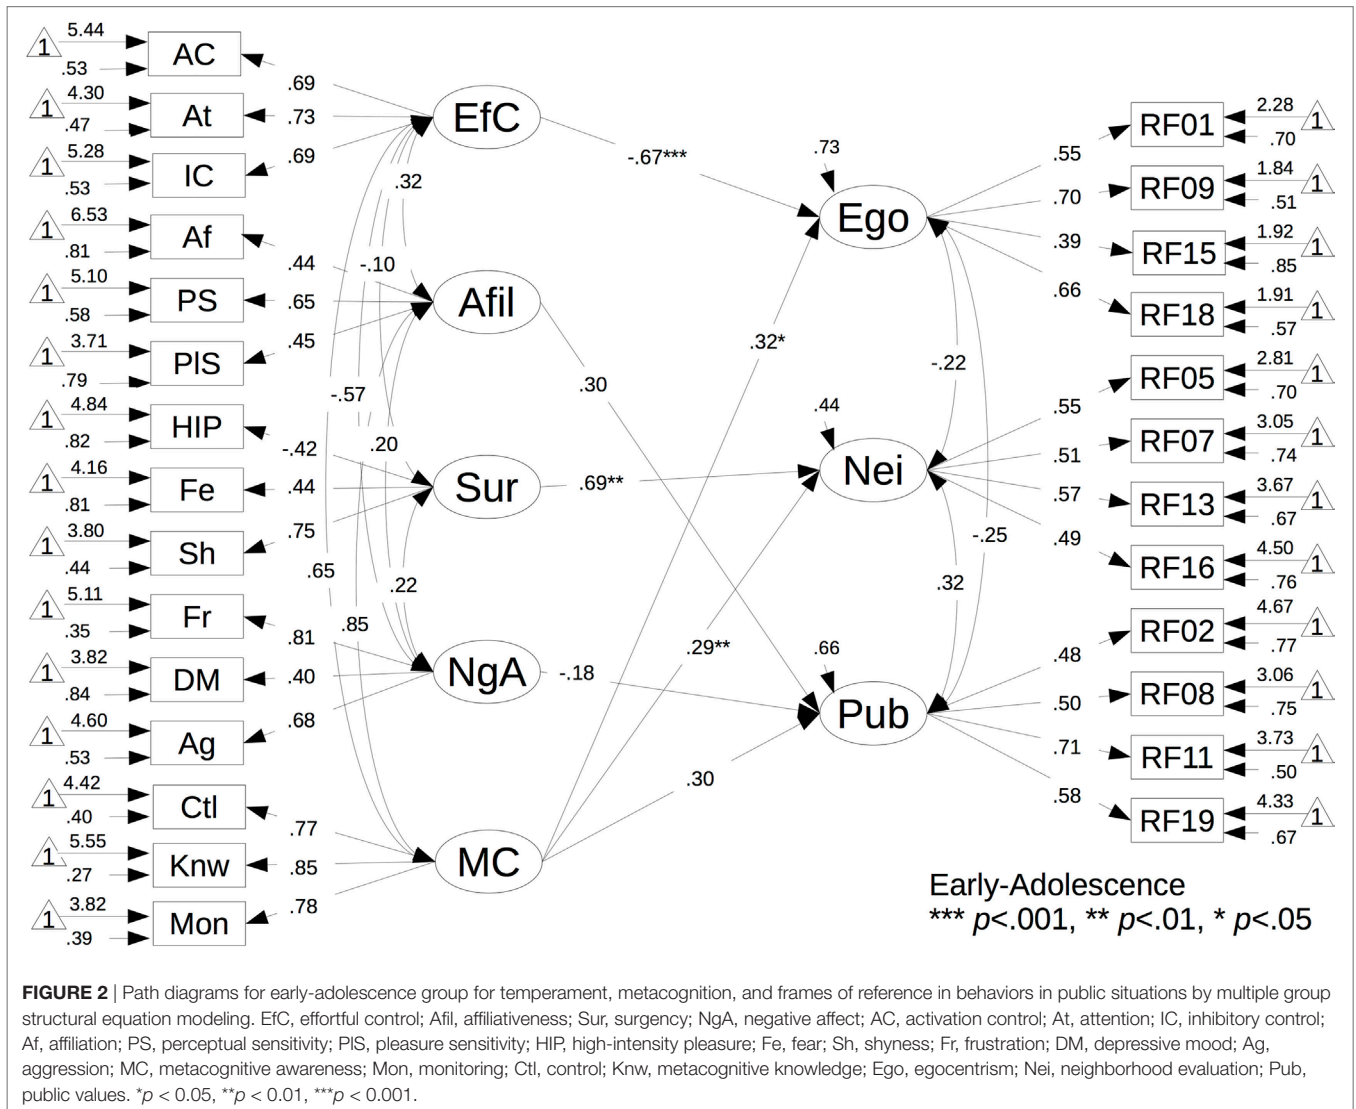 1 5.44 .53 AC .69
1 4.30 .47 At .73
1 5.28 .53 IC .69
1 6.53 .81 Af .44
1 5.10 .58 PS .65
1 3.71 .79 PlS .45
1 4.84 .82 HIP -.42
1 4.16 .81 Fe .44
1 3.80 .44 Sh .75
1 5.11 .35 Fr .81
1 3.82 .84 DM .40
1 4.60 .53 Ag .68
1 4.42 .40 Ctl .77
1 5.55 .27 Knw .85
1 3.82 .39 Mon .78
EfC
Afil
Sur
NgA
MC
.32
-.10
-.57
.20
.65
.22
.85
-.67***
.32*
.30
.69**
.29**
-.18
.30
.73
Ego
.44
Nei
.66
Pub
-.22
-.25
.32
.55 RF01 2.28 .70 1
.70 RF09 1.84 .51 1
.39 RF15 1.92 .85 1
.66 RF18 1.91 .57 1
.55 RF05 2.81 .70 1
.51 RF07 3.05 .74 1
.57 RF13 3.67 .67 1
.49 RF16 4.50 .76 1
.48 RF02 4.67 .77 1
.50 RF08 3.06 .75 1
.71 RF11 3.73 .50 1
.58 RF19 4.33 .67 1
Early-Adolescence
*** p<.001, ** p<.01, * p<.05
FIGURE 2 | Path diagrams for early-adolescence group for temperament, metacognition, and frames of reference in behaviors in public situations by multiple group
structural equation modeling. EfC, effortful control; Afil, affiliativeness; Sur, surgency; NgA, negative affect; AC, activation control; At, attention; IC, inhibitory control;
Af, affiliation; PS, perceptual sensitivity; PlS, pleasure sensitivity; HIP, high-intensity pleasure; Fe, fear; Sh, shyness; Fr, frustration; DM, depressive mood; Ag,
aggression; MC, metacognitive awareness; Mon, monitoring; Ctl, control; Knw, metacognitive knowledge; Ego, egocentrism; Nei, neighborhood evaluation; Pub,
public values. *p < 0.05, **p < 0.01, ***p < 0.001.